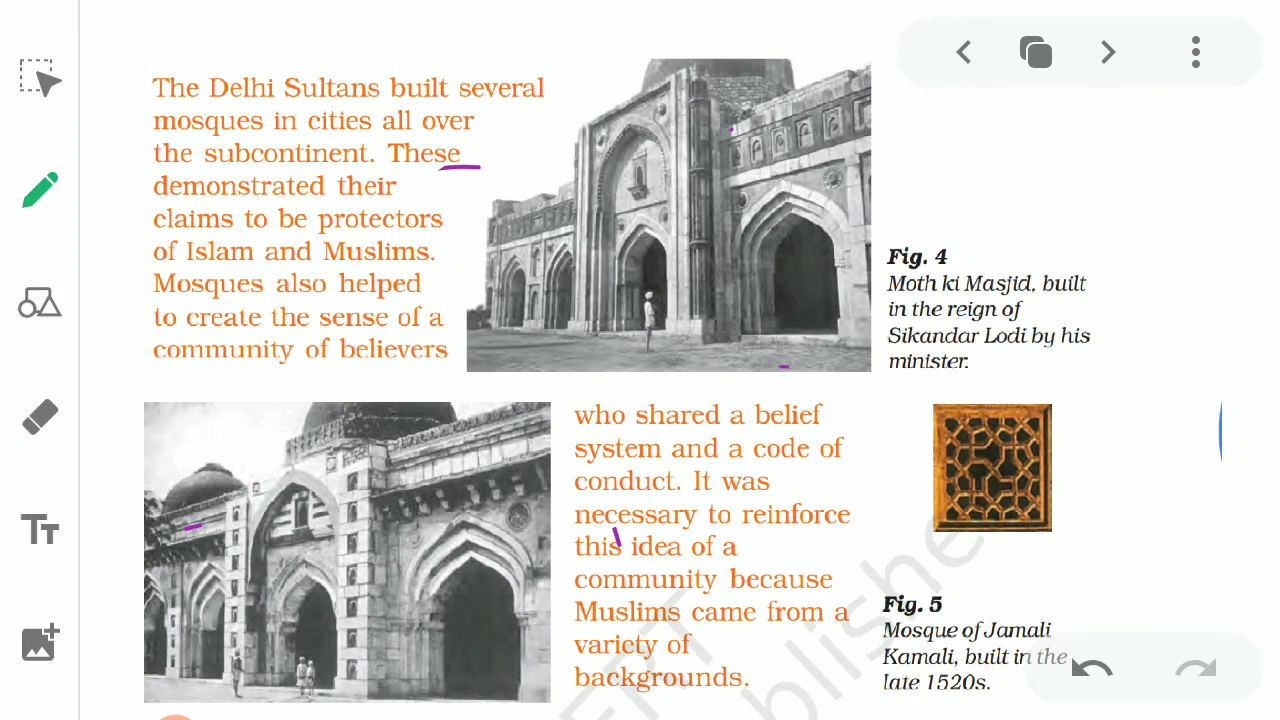 The Delhi Sultans built several
mosques in cities all over
the subcontinent. These
demonstrated their
claims to be protectors
of Islam and Muslims.
Mosques also helped
to create the sense of a
community of believers
Fig. 4
Moth ki Masjid, built
in the reign of
Sikandar Lodi by his
minister.
who shared a belief
system and a code of
conduct. It was
necessary to reinforce
this idea of a
community because
Muslims came from a
variety of
backgrounds.
Fig. 5
Mosque of Jamali
Kamali, built in the
late 1520s.
TT